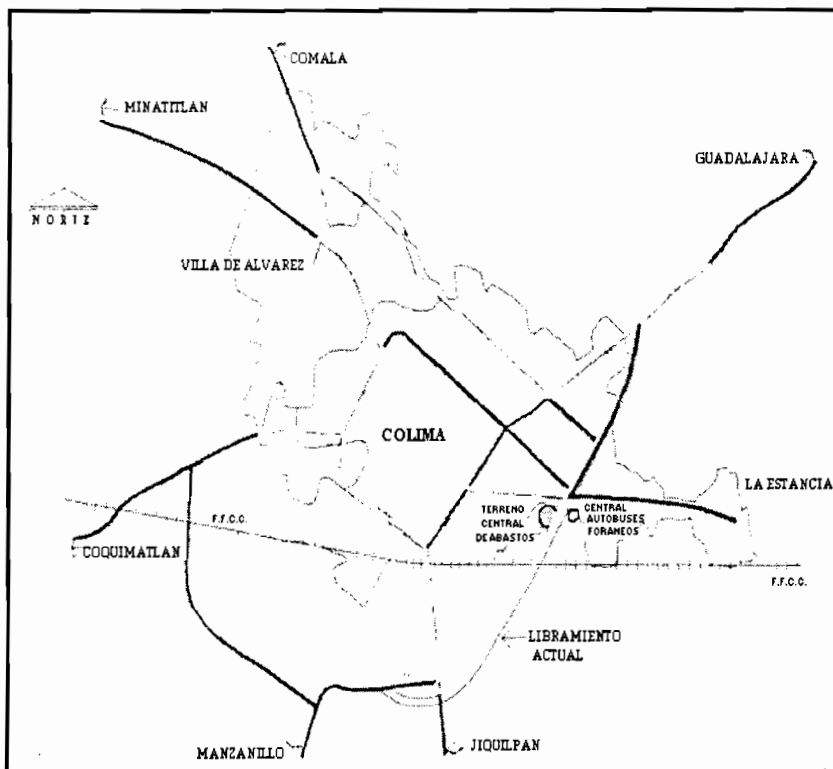 COMALA
MINATITLAN
GUADALAJARA
NORTE
VILLA DE ALVAREZ
COLIMA
LA ESTANCIA
TERRENO
CENTRAL
DE ABASTOS
CENTRAL
AUTOBUSES
FORANEOS
F.F.C.C.
COQUIMATLAN
F.F.C.C.
LIBRAMIENTO
ACTUAL
MANZANILLO
JIQUILPAN